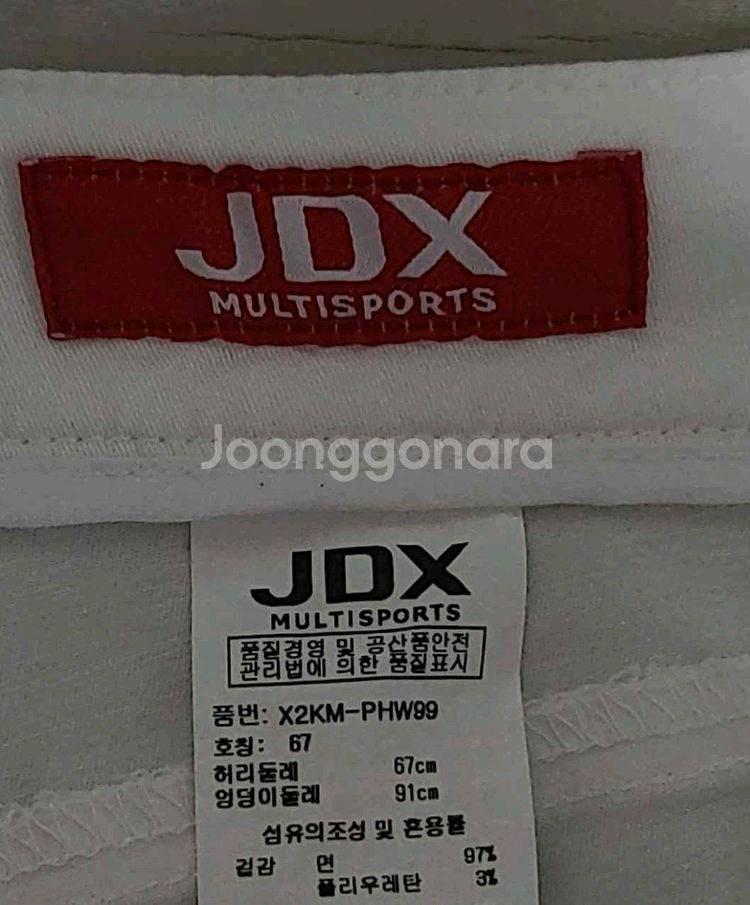 JDX
MULTISPORTS
Joonggonara
JDX
MULTISPORTS
품질경영 및 공산품안전
관리법에 의한 품질표시
품번: X2KM-PHW99
호칭: 67
허리둘레 67cm
엉덩이둘레 91cm
섬유의조성 및 혼용률
겉감 면 97%
폴리우레탄 3%